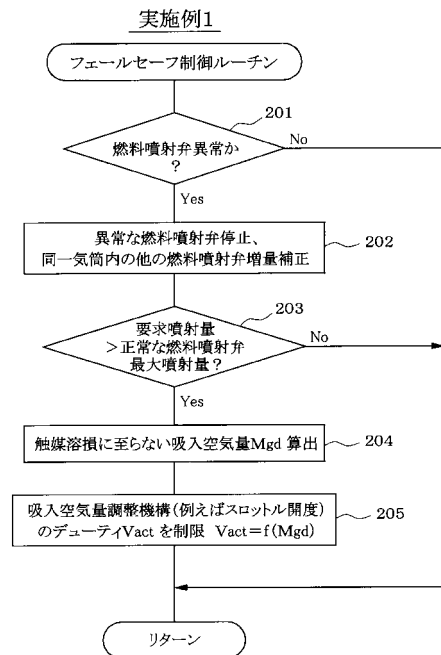 実施例1
フェールセーフ制御ルーチン
201
燃料噴射弁異常か
?
No
Yes
異常な燃料噴射弁停止、
同一気筒内の他の燃料噴射弁増量補正
202
203
要求噴射量
>正常な燃料噴射弁
最大噴射量?
No
Yes
触媒溶損に至らない吸入空気量Mgd 算出
204
吸入空気量調整機構(例えばスロットル開度)
のデューティVact を制限 Vact=f(Mgd)
205
リターン